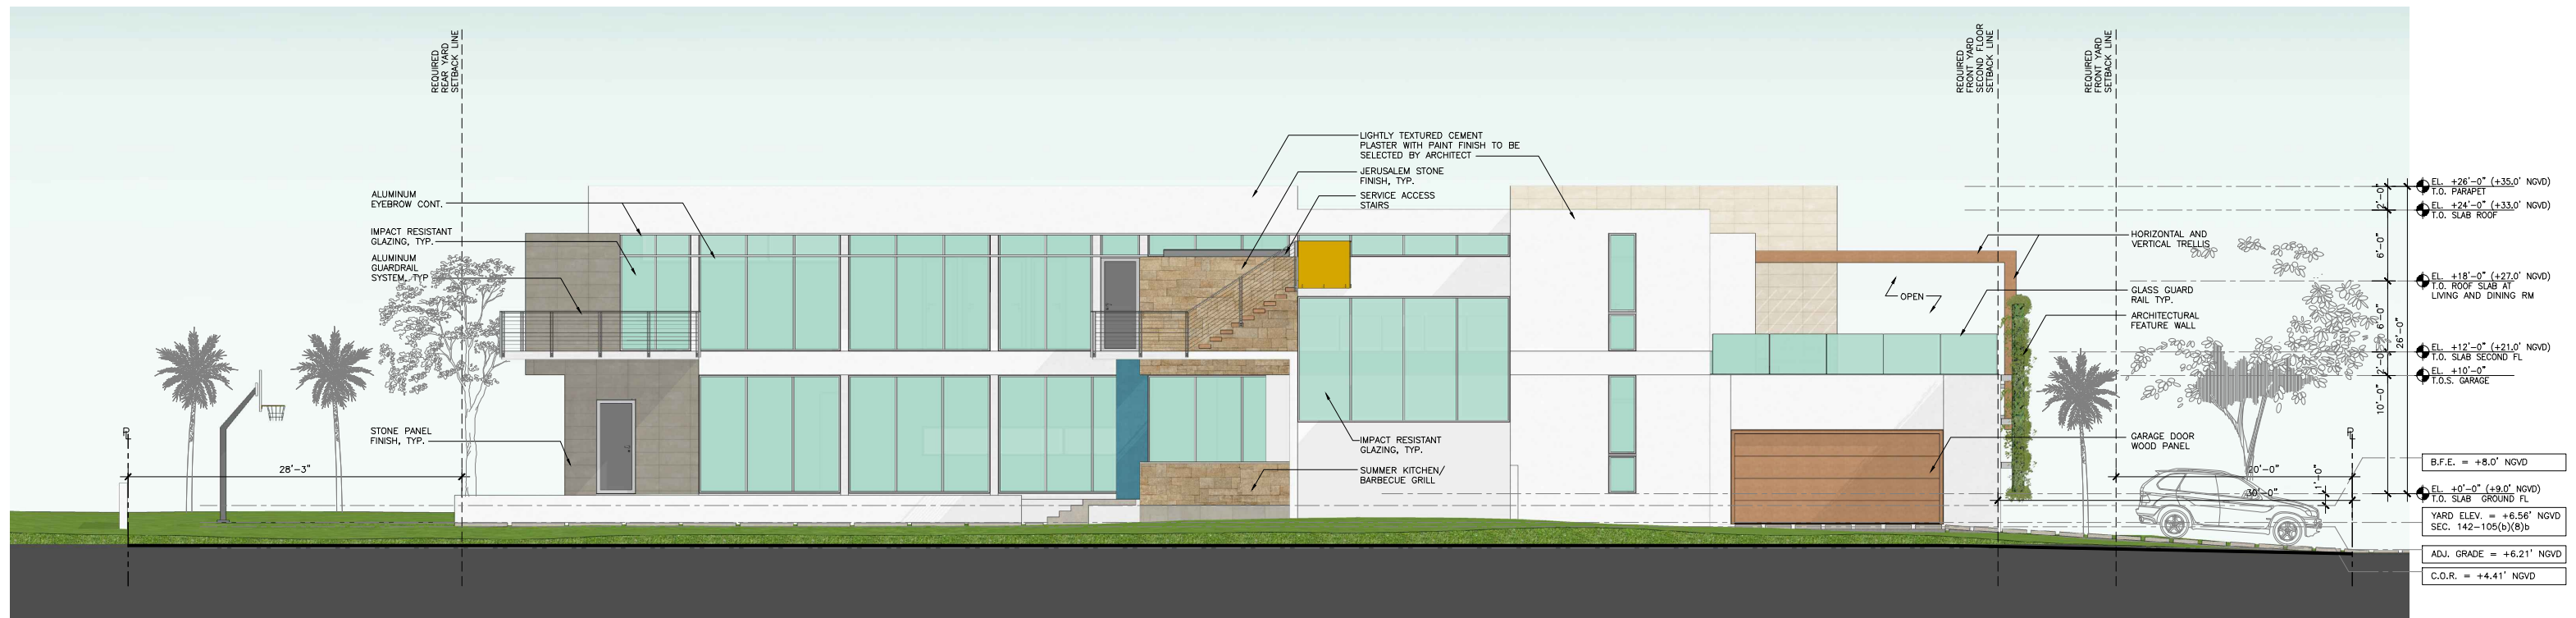 REQUIRED
REAR YARD
SETBACK LINE
REQUIRED
FRONT YARD
SECOND FLOOR
SETBACK LINE
REQUIRED
FRONT YARD
SETBACK LINE
LIGHTLY TEXTURED CEMENT
PLASTER WITH PAINT FINISH TO BE
SELECTED BY ARCHITECT
JERUSALEM STONE
FINISH, TYP.
SERVICE ACCESS
STAIRS
ALUMINUM
EYEBROW CONT.
IMPACT RESISTANT
GLAZING, TYP.
ALUMINUM
GUARDRAIL
SYSTEM, TYP
STONE PANEL
FINISH, TYP.
28'-3"
IMPACT RESISTANT
GLAZING, TYP.
SUMMER KITCHEN/
BARBECUE GRILL
OPEN
HORIZONTAL AND
VERTICAL TRELLIS
GLASS GUARD
RAIL TYP.
ARCHITECTURAL
FEATURE WALL
GARAGE DOOR
WOOD PANEL
20'-0"
30'-0"
1'-0"
2'-0"
6'-0"
6'-0"
2'-0"
10'-0"
26'-0"
EL. +26'-0" (+35.0' NGVD)
T.O. PARAPET
EL. +24'-0" (+33.0' NGVD)
T.O. SLAB ROOF
EL. +18'-0" (+27.0' NGVD)
T.O. ROOF SLAB AT
LIVING AND DINING RM
EL. +12'-0" (+21.0' NGVD)
T.O. SLAB SECOND FL
EL. +10'-0"
T.O.S. GARAGE
B.F.E. = +8.0' NGVD
EL. +0'-0" (+9.0' NGVD)
T.O. SLAB GROUND FL
YARD ELEV. = +6.56' NGVD
SEC. 142-105(b)(8)b
ADJ. GRADE = +6.21' NGVD
C.O.R. = +4.41' NGVD